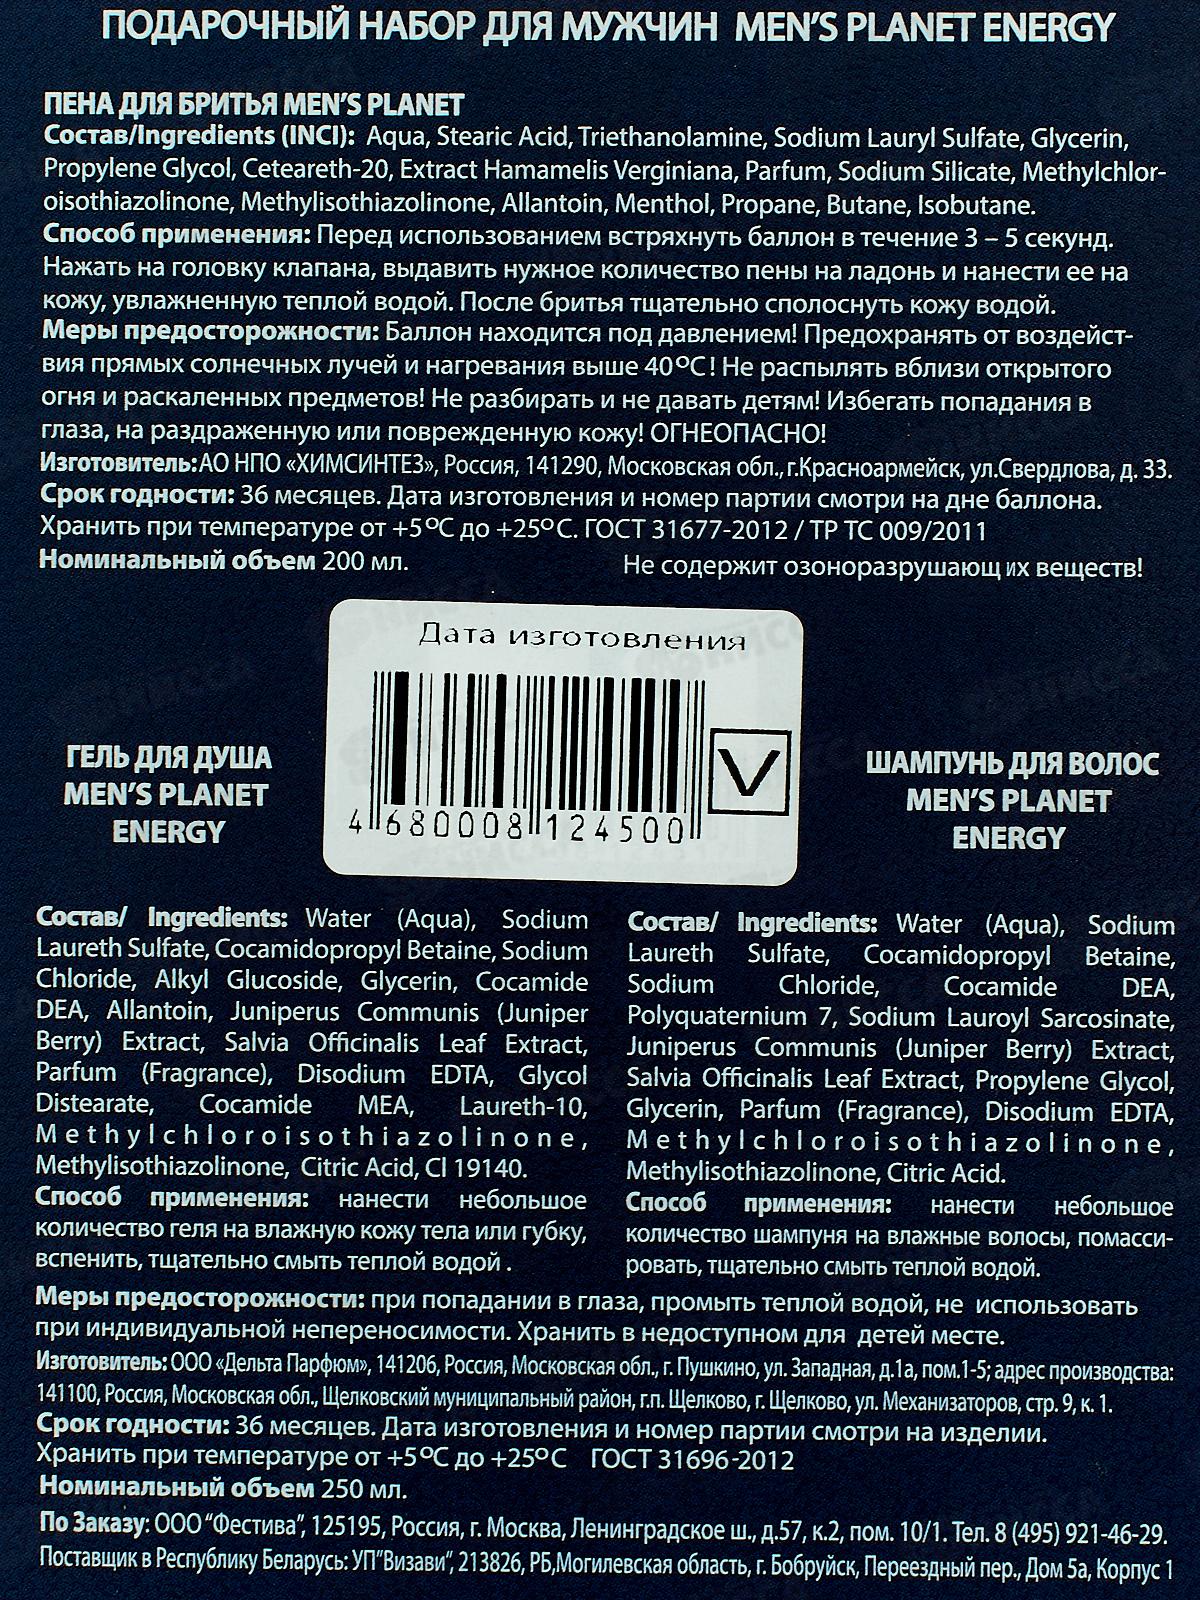 ПОДАРОЧНЫЙ НАБОР ДЛЯ МУЖЧИН MEN'S PLANET ENERGY
ПЕНА ДЛЯ БРИТЬЯ MEN'S PLANET
Состав/Ingredients (INCI): Aqua, Stearic Acid, Triethanolamine, Sodium Lauryl Sulfate, Glycerin,
Propylene Glycol, Ceteareth-20, Extract Hamamelis Verginiana, Parfum, Sodium Silicate, Methylchlor-
oisothiazolinone, Methylisothiazolinone, Allantoin, Menthol, Propane, Butane, Isobutane.
Способ применения: Перед использованием встряхнуть баллон в течение 3 – 5 секунд.
Нажать на головку клапана, выдавить нужное количество пены на ладонь и нанести ее на
кожу, увлажненную теплой водой. После бритья тщательно сполоснуть кожу водой.
Меры предосторожности: Баллон находится под давлением! Предохранять от воздейст-
вия прямых солнечных лучей и нагревания выше 40°C! Не распылять вблизи открытого
огня и раскаленных предметов! Не разбирать и не давать детям! Избегать попадания в
глаза, на раздраженную или поврежденную кожу! ОГНЕОПАСНО!
Изготовитель:АО НПО «ХИМСИНТЕЗ», Россия, 141290, Московская обл., г.Красноармейск, ул.Свердлова, д. 33.
Срок годности: 36 месяцев. Дата изготовления и номер партии смотри на дне баллона.
Хранить при температуре от +5°C до +25°C. ГОСТ 31677-2012 / ТР ТС 009/2011
Номинальный объем 200 мл. Не содержит озоноразрушающих веществ!
Дата изготовления
V
4 680008 124500
ГЕЛЬ ДЛЯ ДУША
MEN'S PLANET
ENERGY
ШАМПУНЬ ДЛЯ ВОЛОС
MEN'S PLANET
ENERGY
Состав/ Ingredients: Water (Aqua), Sodium
Laureth Sulfate, Cocamidopropyl Betaine, Sodium
Chloride, Alkyl Glucoside, Glycerin, Cocamide
DEA, Allantoin, Juniperus Communis (Juniper
Berry) Extract, Salvia Officinalis Leaf Extract,
Parfum (Fragrance), Disodium EDTA, Glycol
Distearate, Cocamide MEA, Laureth-10,
Methylchloroisothiazolinone,
Methylisothiazolinone, Citric Acid, CI 19140.
Способ применения: нанести небольшое
количество геля на влажную кожу тела или губку,
вспенить, тщательно смыть теплой водой .
Состав/ Ingredients: Water (Aqua), Sodium
Laureth Sulfate, Cocamidopropyl Betaine,
Sodium Chloride, Cocamide DEA,
Polyquaternium 7, Sodium Lauroyl Sarcosinate,
Juniperus Communis (Juniper Berry) Extract,
Salvia Officinalis Leaf Extract, Propylene Glycol,
Glycerin, Parfum (Fragrance), Disodium EDTA,
Methylchloroisothiazolinone,
Methylisothiazolinone, Citric Acid.
Способ применения: нанести небольшое
количество шампуня на влажные волосы, помасси-
ровать, тщательно смыть теплой водой.
Меры предосторожности: при попадании в глаза, промыть теплой водой, не использовать
при индивидуальной непереносимости. Хранить в недоступном для детей месте.
Изготовитель: ООО «Дельта Парфюм», 141206, Россия, Московская обл., г. Пушкино, ул. Западная, д.1а, пом.1-5; адрес производства:
141100, Россия, Московская обл., Щелковский муниципальный район, г.п. Щелково, г. Щелково, ул. Механизаторов, стр. 9, к. 1.
Срок годности: 36 месяцев. Дата изготовления и номер партии смотри на изделии.
Хранить при температуре от +5°C до +25°C ГОСТ 31696-2012
Номинальный объем 250 мл.
По Заказу: ООО "Фестива", 125195, Россия, г. Москва, Ленинградское ш., д.57, к.2, пом. 10/1. Тел. 8 (495) 921-46-29.
Поставщик в Республику Беларусь: УП"Визави", 213826, РБ,Могилевская область, г. Бобруйск, Переездный пер., Дом 5а, Корпус 1